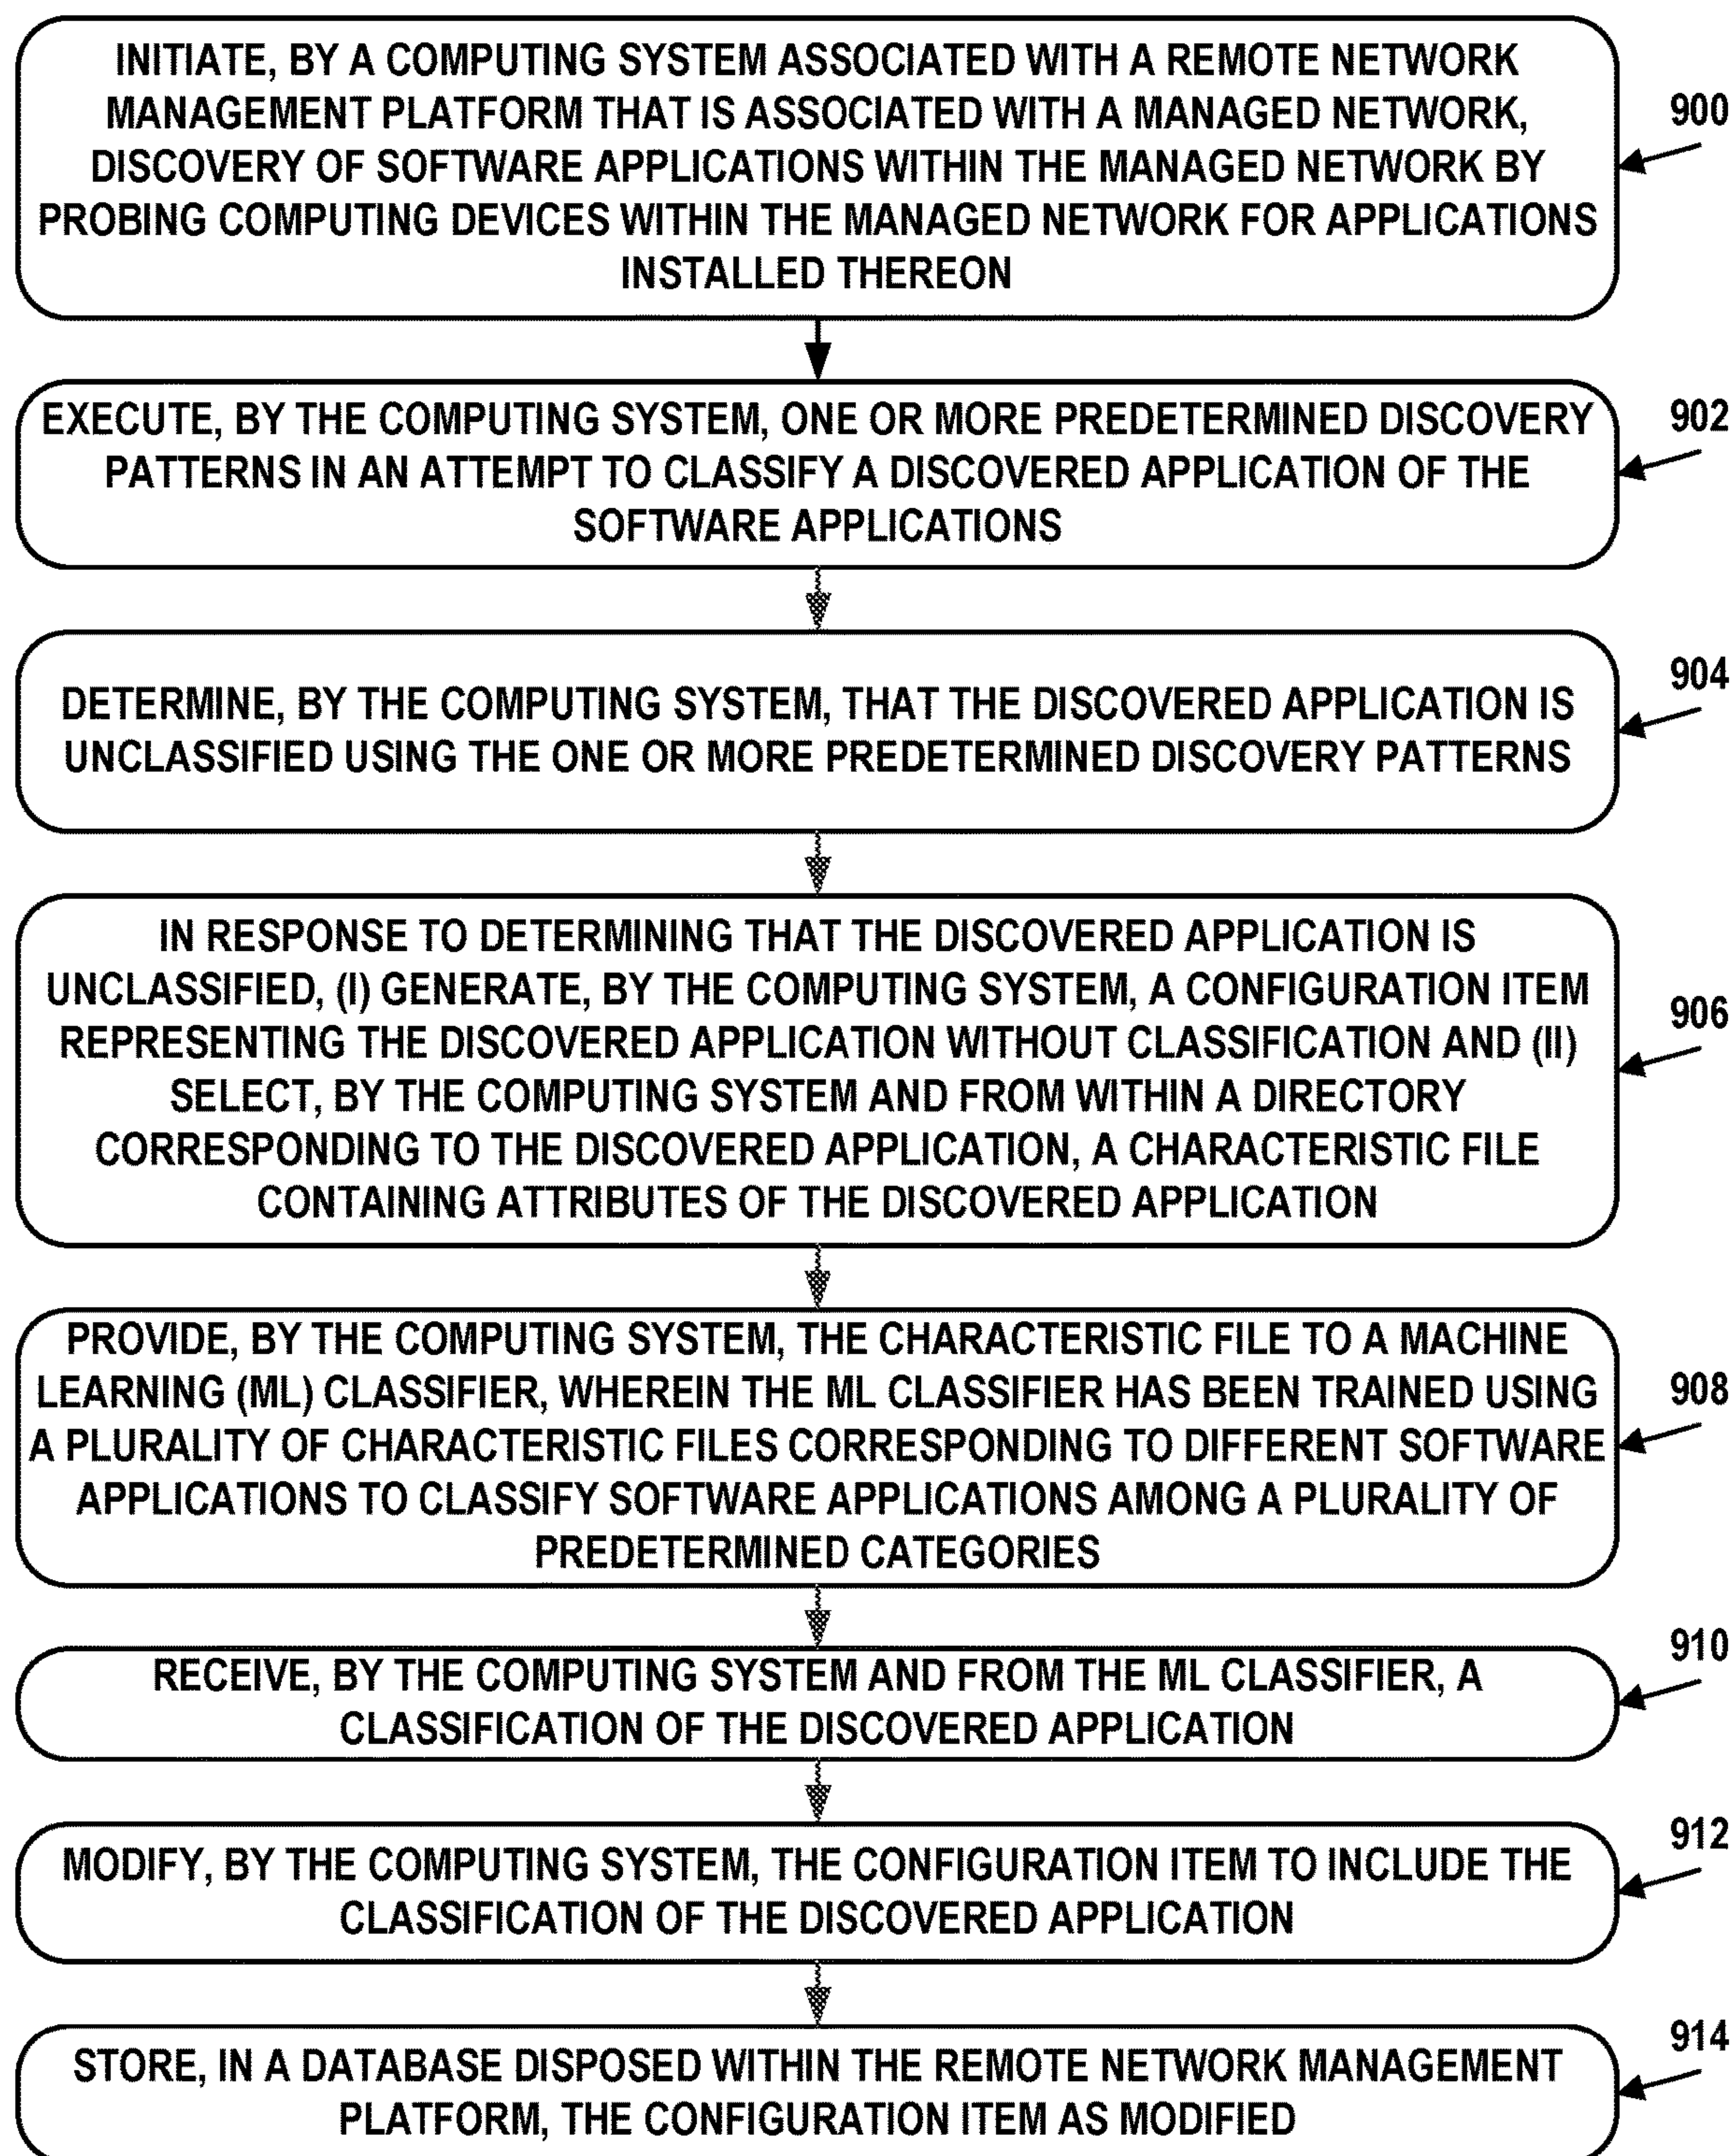 INITIATE, BY A COMPUTING SYSTEM ASSOCIATED WITH A REMOTE NETWORK
MANAGEMENT PLATFORM THAT IS ASSOCIATED WITH A MANAGED NETWORK,
DISCOVERY OF SOFTWARE APPLICATIONS WITHIN THE MANAGED NETWORK BY
PROBING COMPUTING DEVICES WITHIN THE MANAGED NETWORK FOR APPLICATIONS
INSTALLED THEREON
900
EXECUTE, BY THE COMPUTING SYSTEM, ONE OR MORE PREDETERMINED DISCOVERY
PATTERNS IN AN ATTEMPT TO CLASSIFY A DISCOVERED APPLICATION OF THE
SOFTWARE APPLICATIONS
902
DETERMINE, BY THE COMPUTING SYSTEM, THAT THE DISCOVERED APPLICATION IS
UNCLASSIFIED USING THE ONE OR MORE PREDETERMINED DISCOVERY PATTERNS
904
IN RESPONSE TO DETERMINING THAT THE DISCOVERED APPLICATION IS
UNCLASSIFIED, (I) GENERATE, BY THE COMPUTING SYSTEM, A CONFIGURATION ITEM
REPRESENTING THE DISCOVERED APPLICATION WITHOUT CLASSIFICATION AND (II)
SELECT, BY THE COMPUTING SYSTEM AND FROM WITHIN A DIRECTORY
CORRESPONDING TO THE DISCOVERED APPLICATION, A CHARACTERISTIC FILE
CONTAINING ATTRIBUTES OF THE DISCOVERED APPLICATION
906
PROVIDE, BY THE COMPUTING SYSTEM, THE CHARACTERISTIC FILE TO A MACHINE
LEARNING (ML) CLASSIFIER, WHEREIN THE ML CLASSIFIER HAS BEEN TRAINED USING
A PLURALITY OF CHARACTERISTIC FILES CORRESPONDING TO DIFFERENT SOFTWARE
APPLICATIONS TO CLASSIFY SOFTWARE APPLICATIONS AMONG A PLURALITY OF
PREDETERMINED CATEGORIES
908
RECEIVE, BY THE COMPUTING SYSTEM AND FROM THE ML CLASSIFIER, A
CLASSIFICATION OF THE DISCOVERED APPLICATION
910
MODIFY, BY THE COMPUTING SYSTEM, THE CONFIGURATION ITEM TO INCLUDE THE
CLASSIFICATION OF THE DISCOVERED APPLICATION
912
STORE, IN A DATABASE DISPOSED WITHIN THE REMOTE NETWORK MANAGEMENT
PLATFORM, THE CONFIGURATION ITEM AS MODIFIED
914